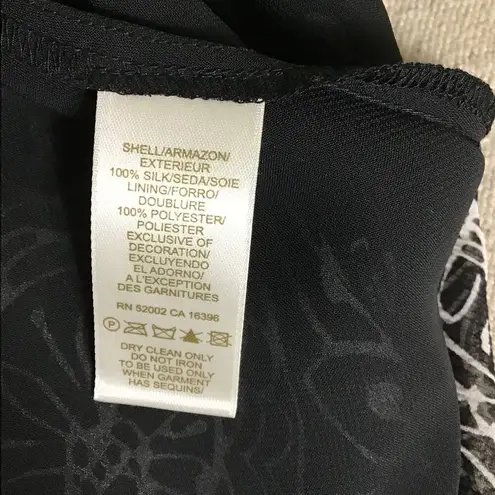 SHELL/ARMAZON/
EXTERIEUR
100% SILK/SEDA/SOIE
LINING/FORRO/
DOUBLURE
100% POLYESTER/
POLIESTER
EXCLUSIVE OF
DECORATION/
EXCLUYENDO
EL ADORNO/
A L'EXCEPTION
DES GARNITURES
RN 52002 CA 16396
P
DRY CLEAN ONLY
DO NOT IRON
TO BE USED ONLY
WHEN GARMENT
HAS SEQUINS/